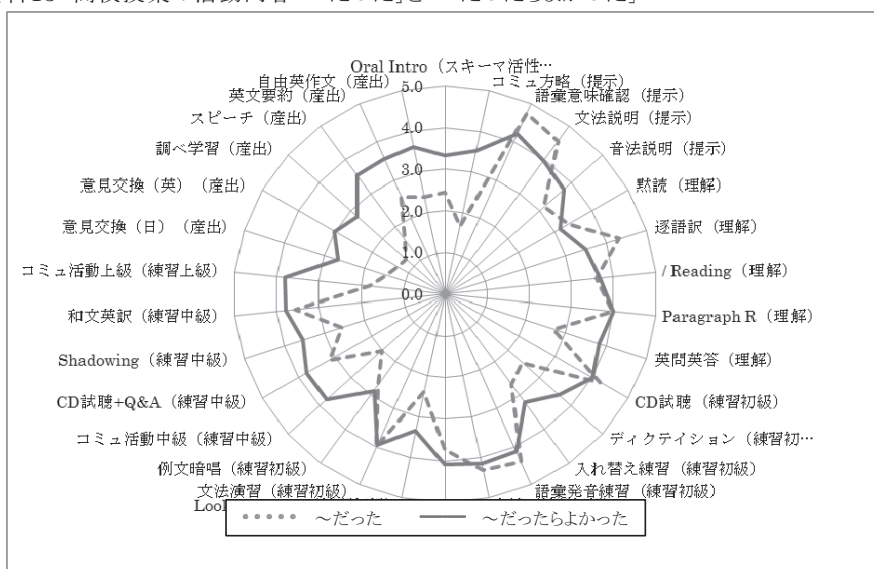 Oral Intro（スキーマ活性…
コミュ方略（提示）
語彙意味確認（提示）
文法説明（提示）
音法説明（提示）
黙読（理解）
逐語訳（理解）
/ Reading（理解）
Paragraph R（理解）
英問英答（理解）
CD試聴（練習初級）
ディクテイション（練習初…
入れ替え練習（練習初級）
語彙発音練習（練習初級）
文法演習（練習初級）
例文暗唱（練習初級）
コミュ活動中級（練習中級）
CD試聴+Q&A（練習中級）
Shadowing（練習中級）
和文英訳（練習中級）
コミュ活動上級（練習上級）
意見交換（日）（産出）
意見交換（英）（産出）
調べ学習（産出）
スピーチ（産出）
英文要約（産出）
自由英作文（産出）
5.0
4.0
3.0
2.0
1.0
0.0
～だった
～だったらよかった